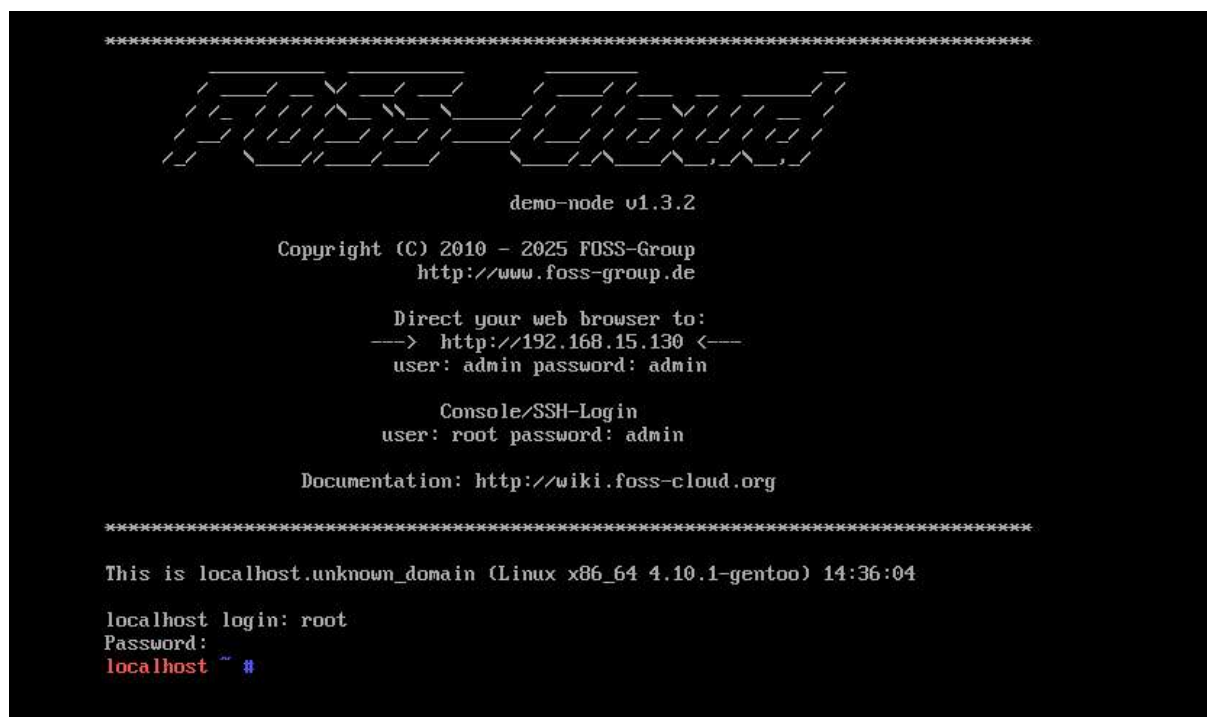 ********************************************************************************
FOSS-Cloud
demo-node v1.3.2
Copyright (C) 2010 - 2025 FOSS-Group
http://www.foss-group.de
Direct your web browser to:
---> http://192.168.15.130 <---
user: admin password: admin
Console/SSH-Login
user: root password: admin
Documentation: http://wiki.foss-cloud.org
********************************************************************************
This is localhost.unknown_domain (Linux x86_64 4.10.1-gentoo) 14:36:04
localhost login: root
Password:
localhost ~ #